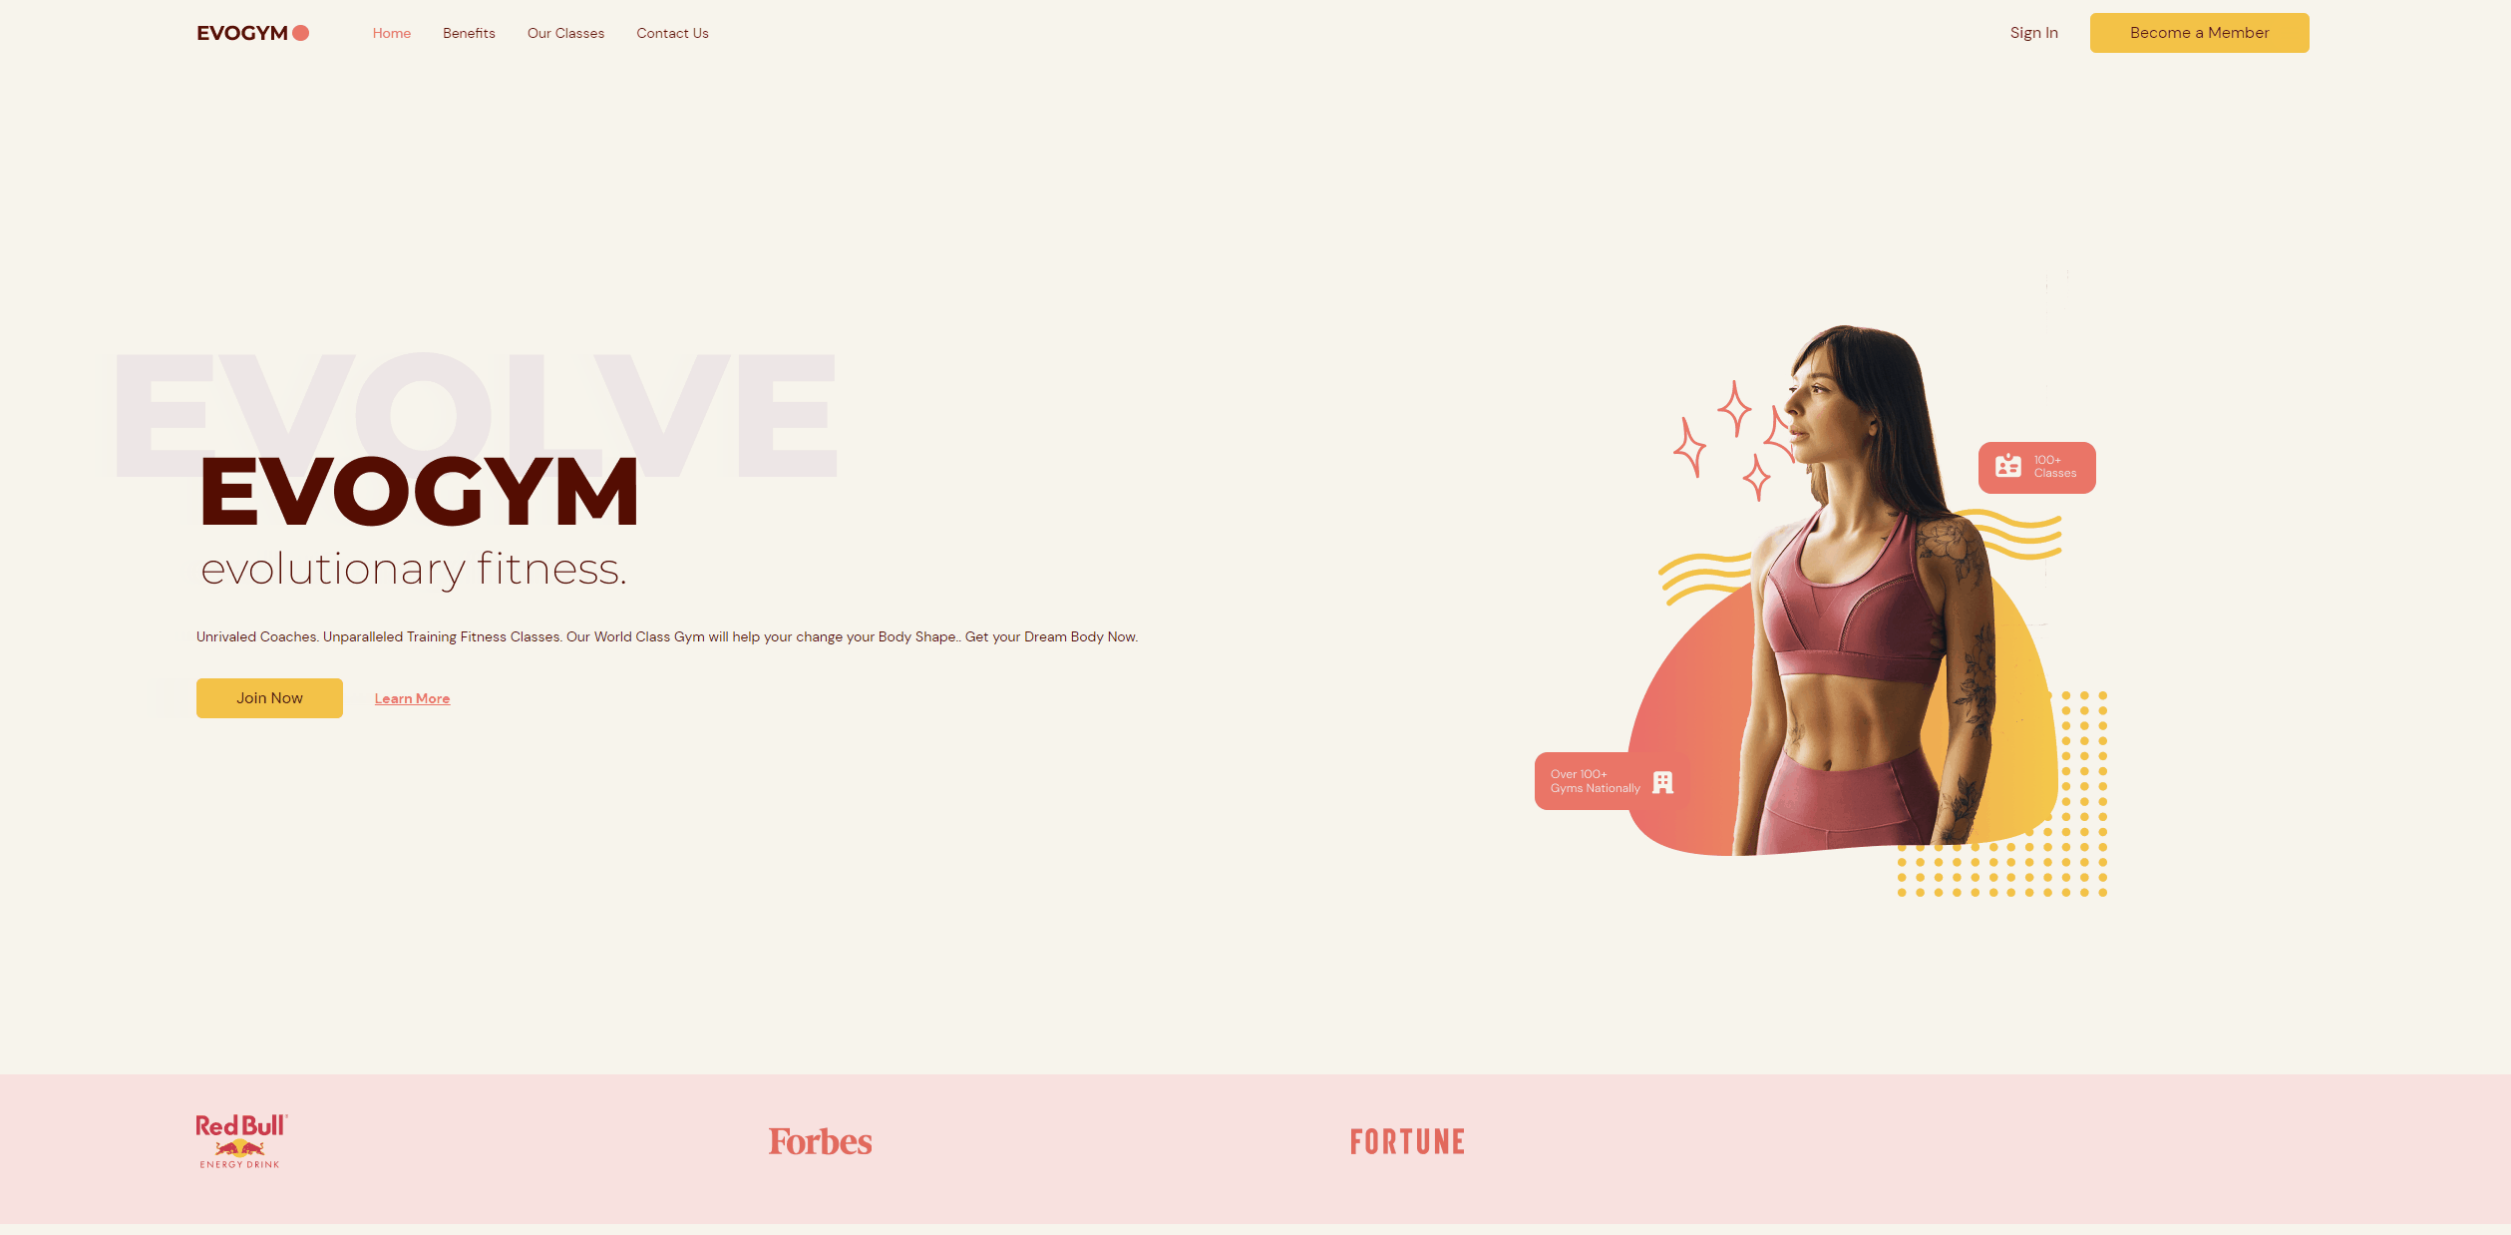 EVOGYM
Home
Benefits
Our Classes
Contact Us
Sign In
Become a Member
EVOLVE
EVOGYM
evolutionary fitness.
Unrivaled Coaches. Unparalleled Training Fitness Classes. Our World Class Gym will help your change your Body Shape.. Get your Dream Body Now.
Join Now
Learn More
100+
Classes
Over 100+
Gyms Nationally
Red Bull
ENERGY DRINK
Forbes
FORTUNE